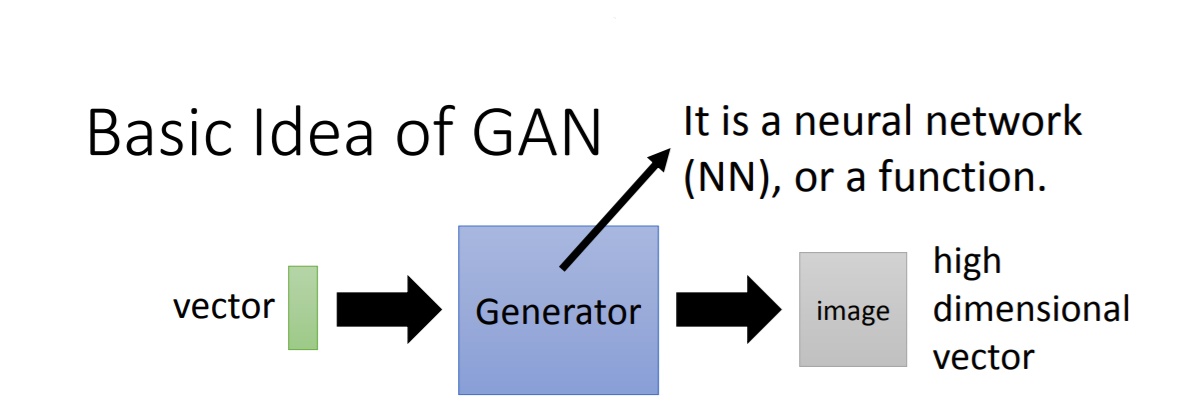 Basic Idea of GAN
It is a neural network
(NN), or a function.
vector
Generator
image
high
dimensional
vector